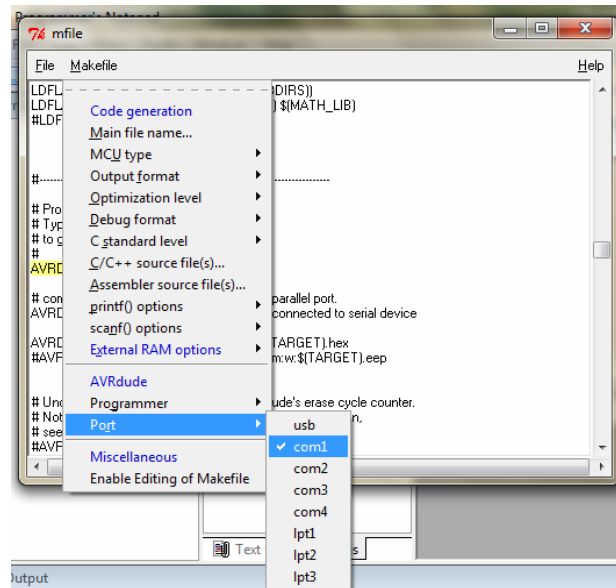 Programmer's Notepad
mfile
File Makefile Help
LDFL
DIRS))
LDFL
) $(MATH_LIB)
#LDF
Code generation
Main file name...
MCU type
Output format
Optimization level
Debug format
C standard level
C/C++ source file(s)...
Assembler source file(s)...
printf() options
scanf() options
External RAM options
AVRdude
Programmer
Port
Miscellaneous
Enable Editing of Makefile
#
# Pro
# Typ
# to g
#
AVRD
# com
parallel port.
AVRD
connected to serial device
AVRD
TARGET).hex
#AVF
m:w:$(TARGET).eep
# Unc
ude's erase cycle counter.
# Not
n,
# see
#AVF
usb
com1
com2
com3
com4
lpt1
lpt2
lpt3
Text
s
Output